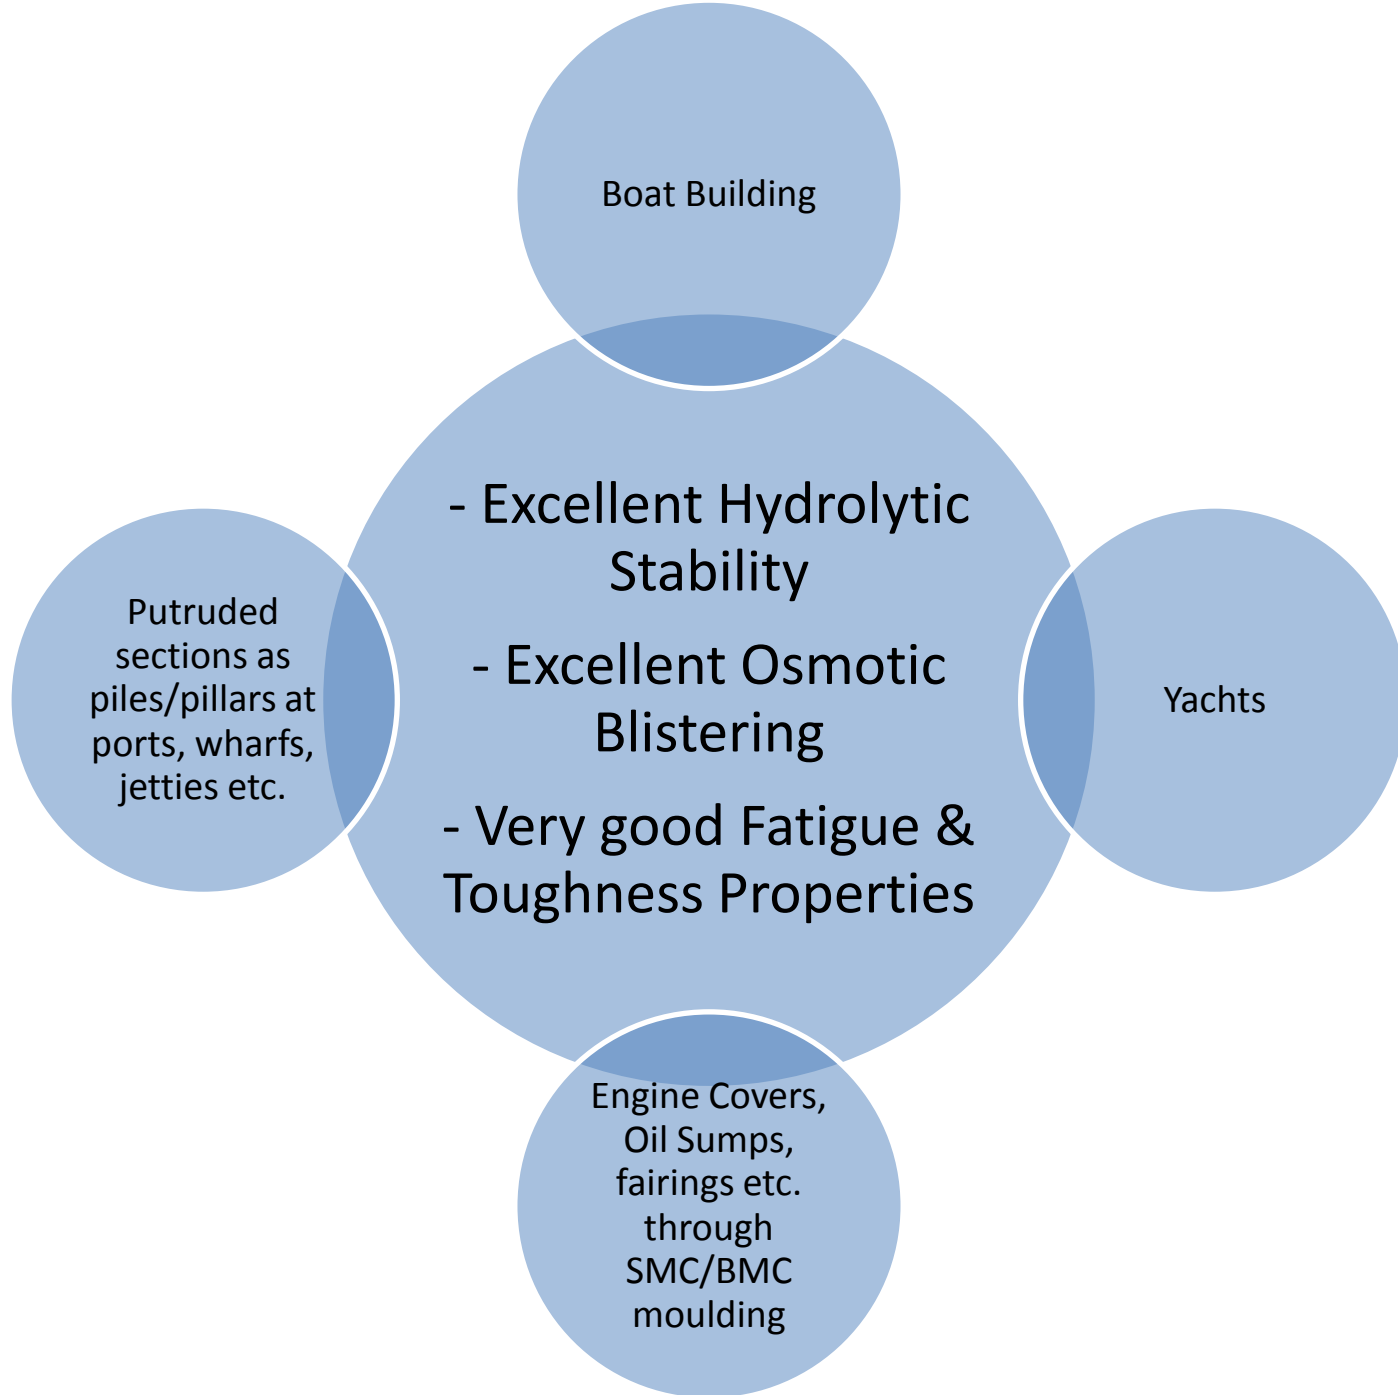 Boat Building
- Excellent Hydrolytic
Stability
- Excellent Osmotic
Blistering
- Very good Fatigue &
Toughness Properties
Putruded
sections as
piles/pillars at
ports, wharfs,
jetties etc.
Yachts
Engine Covers,
Oil Sumps,
fairings etc.
through
SMC/BMC
moulding